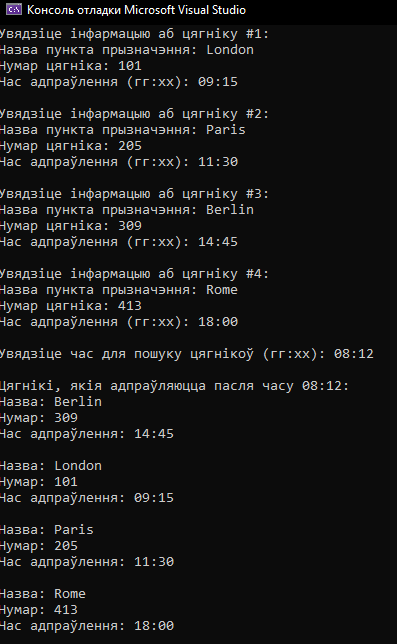 Консоль отладки Microsoft Visual Studio
Увядзіце інфармацыю аб цягніку #1:
Назва пункта прызначэння: London
Нумар цягніка: 101
Час адпраўлення (гг:хх): 09:15
Увядзіце інфармацыю аб цягніку #2:
Назва пункта прызначэння: Paris
Нумар цягніка: 205
Час адпраўлення (гг:хх): 11:30
Увядзіце інфармацыю аб цягніку #3:
Назва пункта прызначэння: Berlin
Нумар цягніка: 309
Час адпраўлення (гг:хх): 14:45
Увядзіце інфармацыю аб цягніку #4:
Назва пункта прызначэння: Rome
Нумар цягніка: 413
Час адпраўлення (гг:хх): 18:00
Увядзіце час для пошуку цягнікоў (гг:хх): 08:12
Цягнікі, якія адпраўляюцца пасля часу 08:12:
Назва: Berlin
Нумар: 309
Час адпраўлення: 14:45
Назва: London
Нумар: 101
Час адпраўлення: 09:15
Назва: Paris
Нумар: 205
Час адпраўлення: 11:30
Назва: Rome
Нумар: 413
Час адпраўлення: 18:00